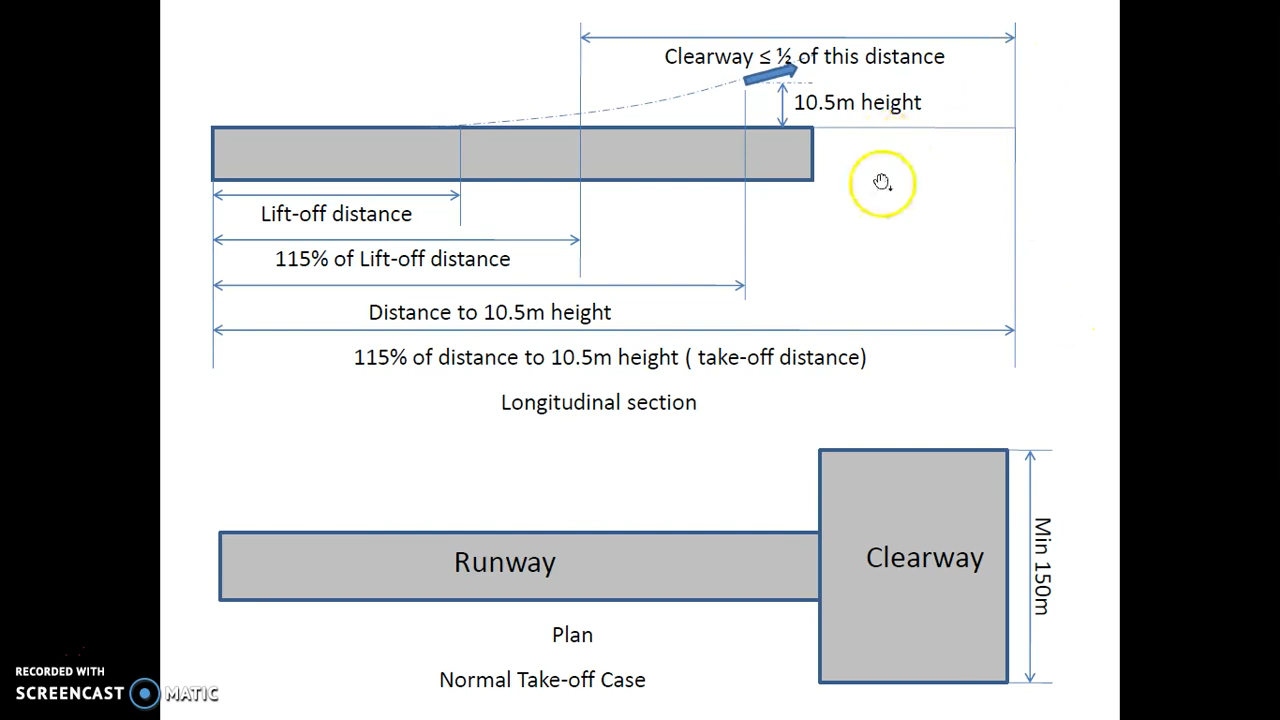 Clearway ≤ ½ of this distance
10.5m height
Lift-off distance
115% of Lift-off distance
Distance to 10.5m height
115% of distance to 10.5m height ( take-off distance)
Longitudinal section
Runway
Clearway
Min 150m
Plan
Normal Take-off Case
RECORDED WITH
SCREENCAST MATIC